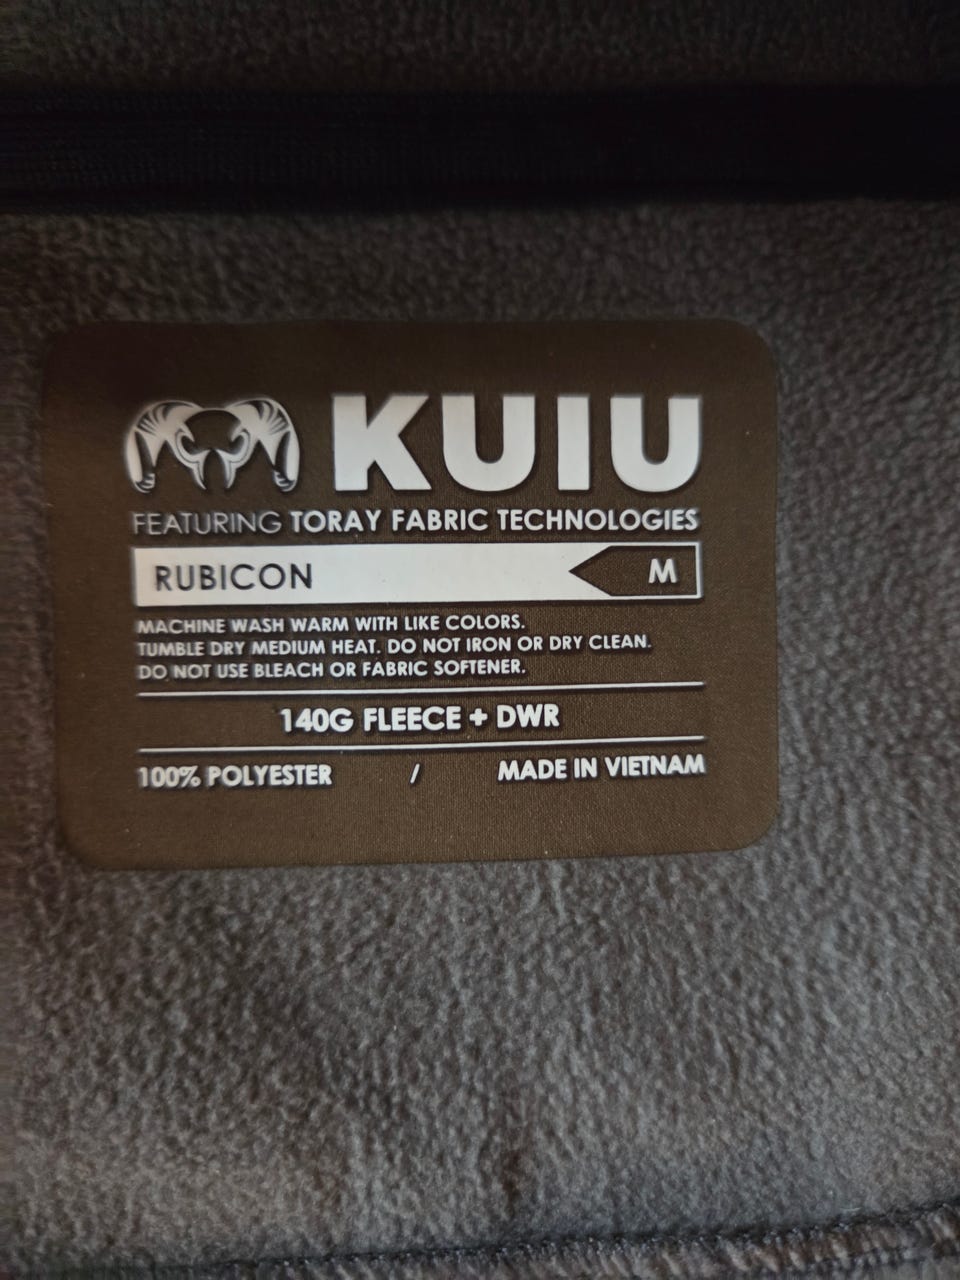 KUIU
FEATURING TORAY FABRIC TECHNOLOGIES
RUBICON M
MACHINE WASH WARM WITH LIKE COLORS.
TUMBLE DRY MEDIUM HEAT. DO NOT IRON OR DRY CLEAN.
DO NOT USE BLEACH OR FABRIC SOFTENER.
140G FLEECE + DWR
100% POLYESTER / MADE IN VIETNAM